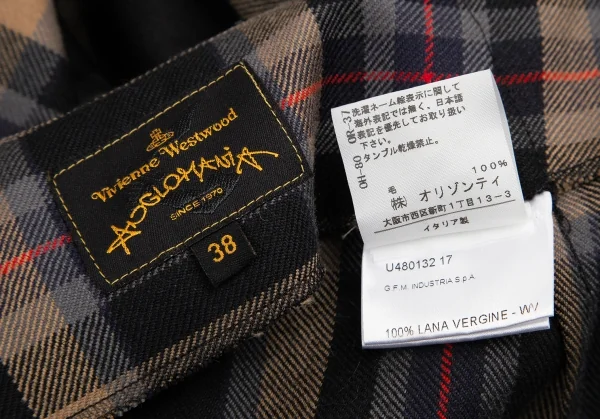 Vivienne Westwood
ANGLOMANIA
SINCE 1970
38
OH-80 OR-37
洗濯ネーム絵表示に関して
海外表記では無く、日本語
表記を優先してお取り扱い
下さい。
タンブル乾燥禁止。
毛 100%
(株) オリゾンティ
大阪市西区新町1丁目13-3
イタリア製
U480132 17
G.F.M. INDUSTRIA S.p.A.
100% LANA VERGINE - WV